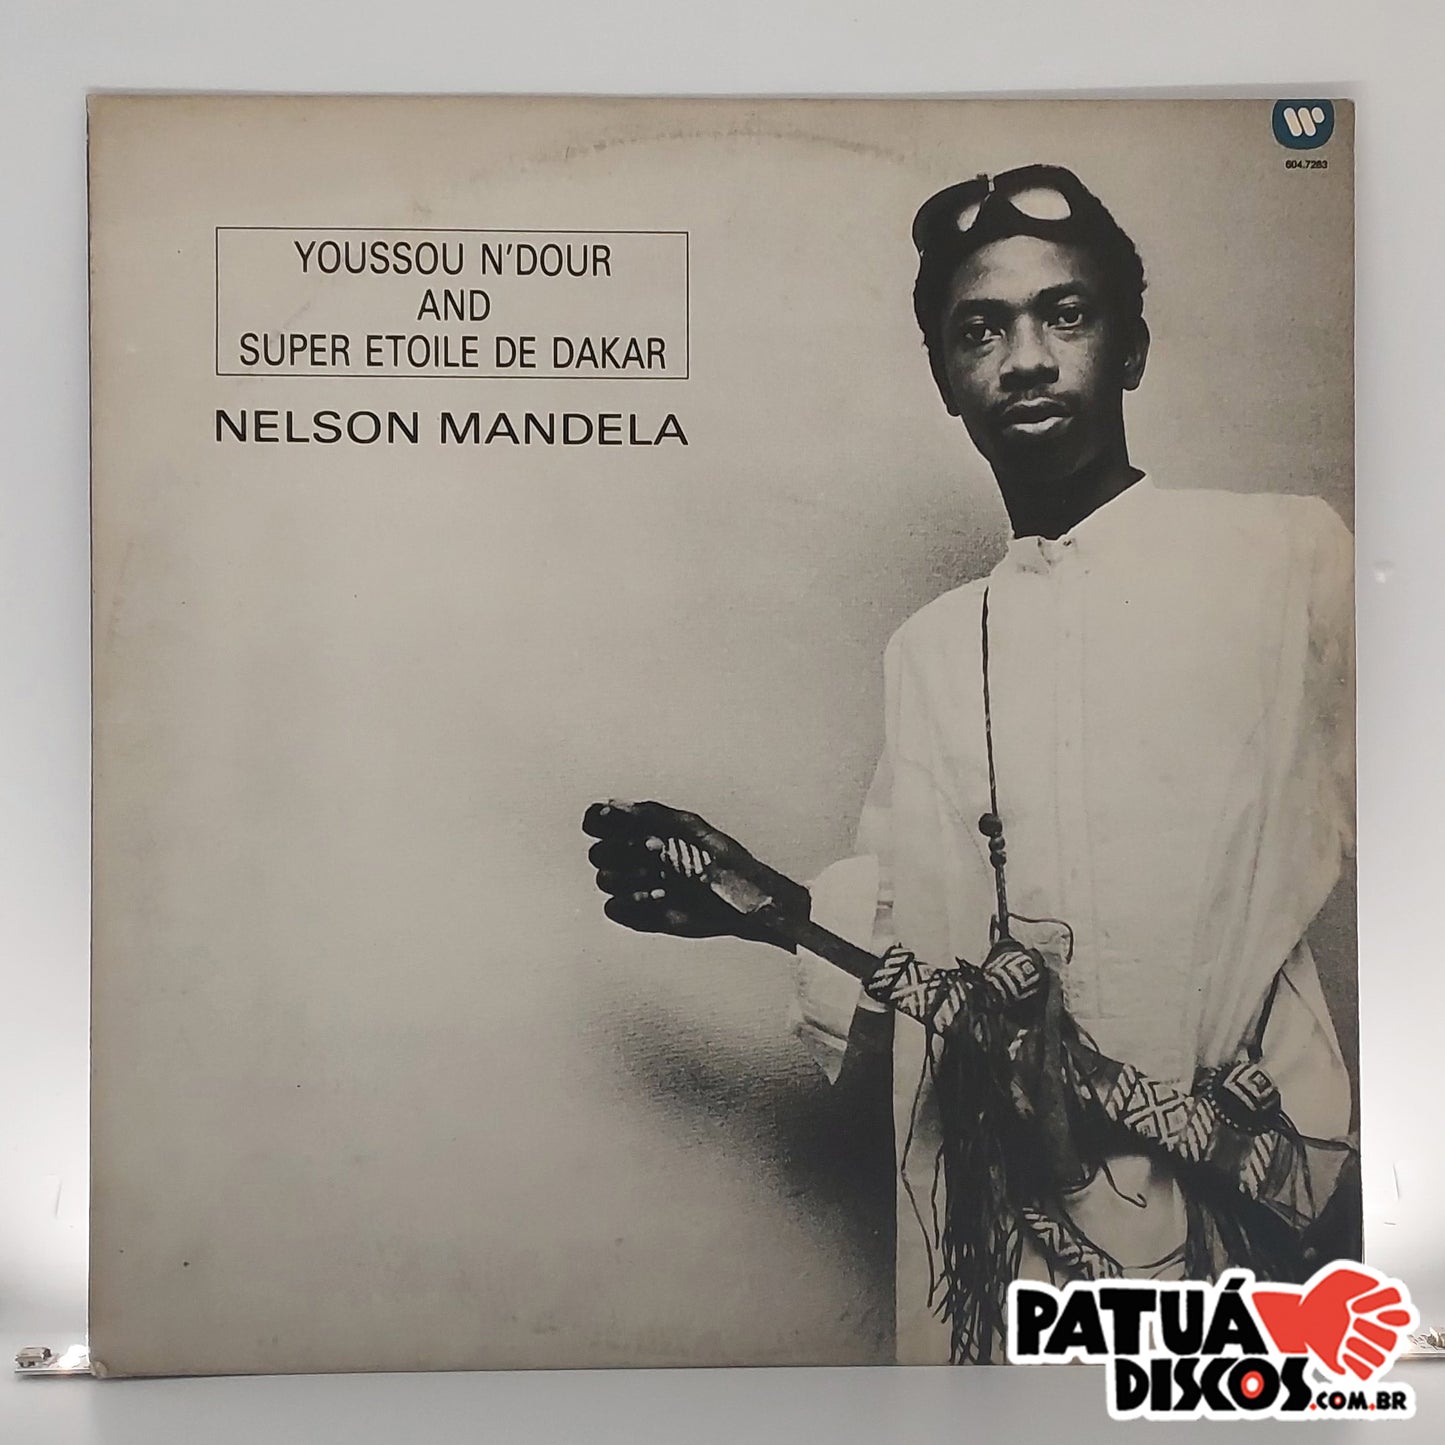 604.7283
YOUSSOU N'DOUR
AND
SUPER ETOILE DE DAKAR
NELSON MANDELA
PATUÁ
DISCOS.COM.BR